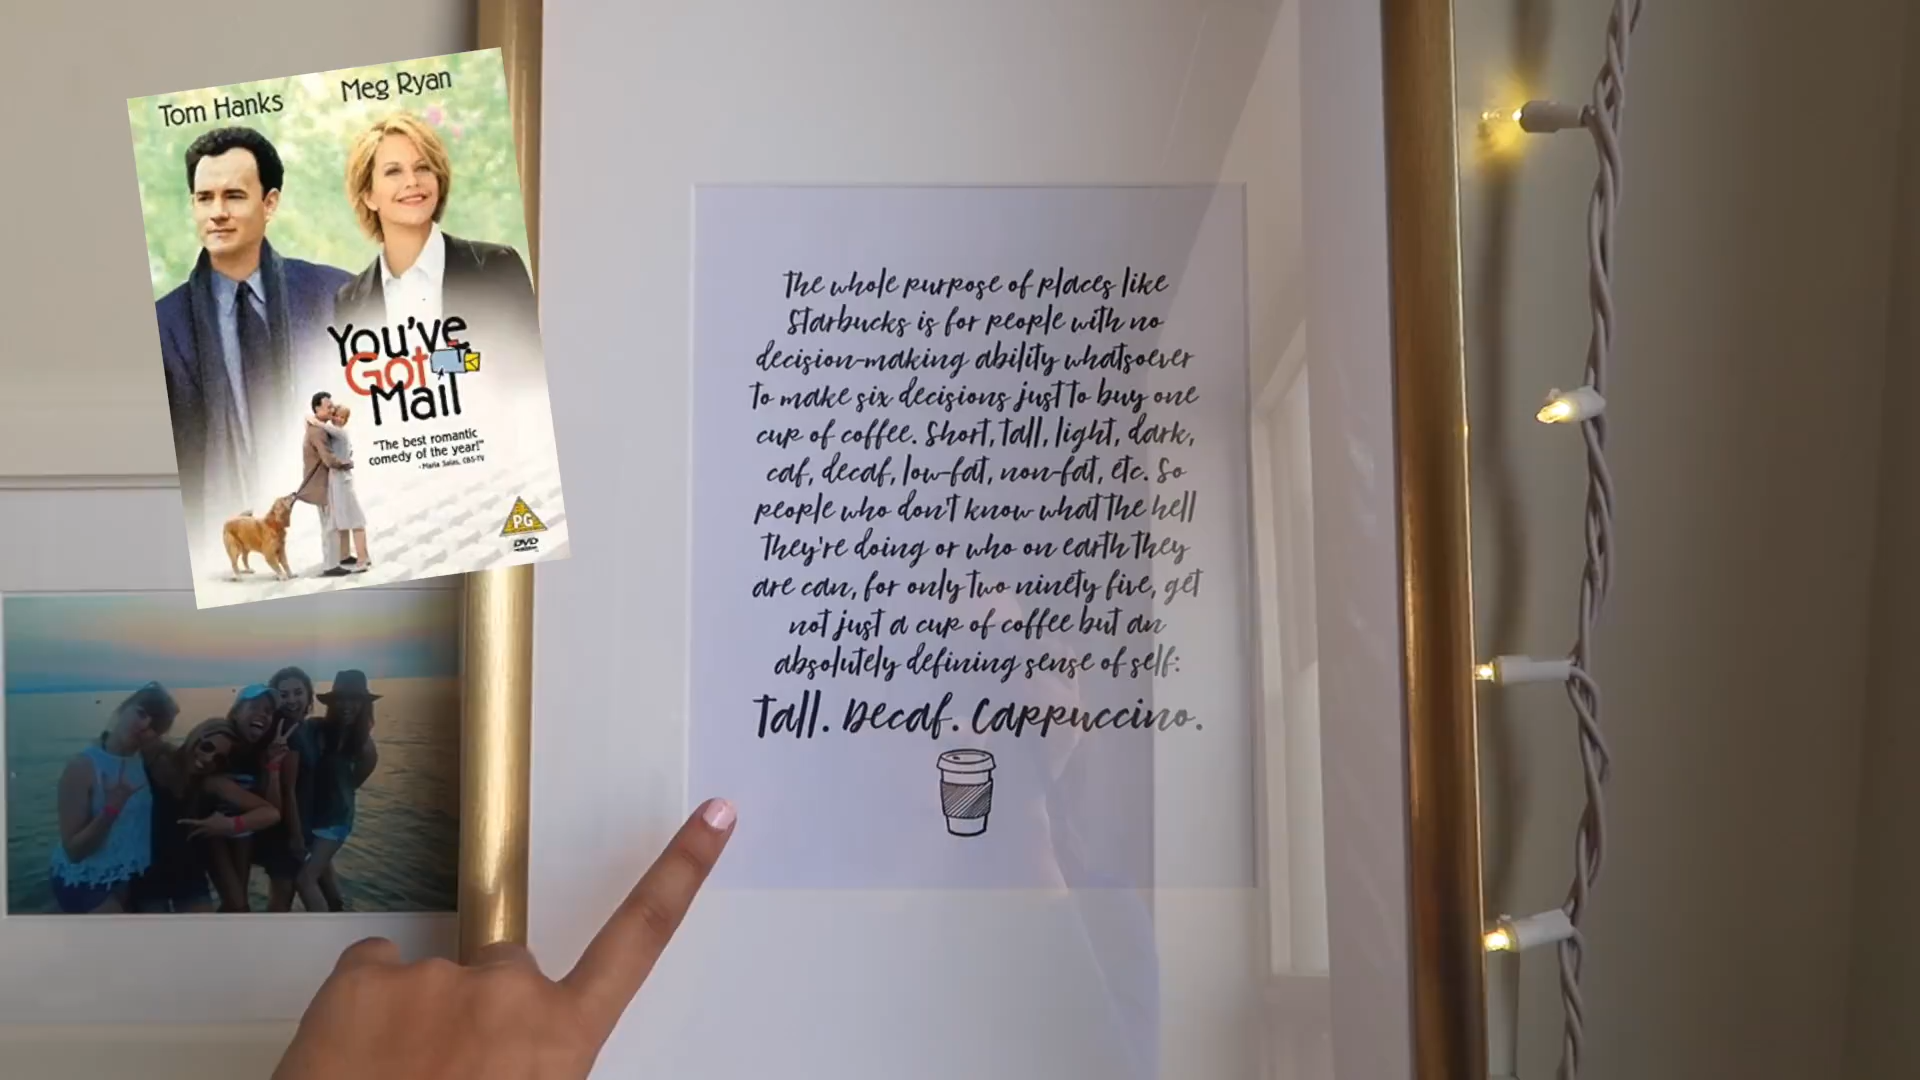 Tom Hanks
Meg Ryan
You've
Got
Mail
"The best romantic
comedy of the year!"
- Maria Salas, CBS-TV
PG
DVD
The whole purpose of places like
Starbucks is for people with no
decision-making ability whatsoever
to make six decisions just to buy one
cup of coffee. Short, tall, light, dark,
caf, decaf, low-fat, non-fat, etc. So
people who don't know what the hell
they're doing or who on earth they
are can, for only two ninety five, get
not just a cup of coffee but an
absolutely defining sense of self:
Tall. Decaf. Cappuccino.